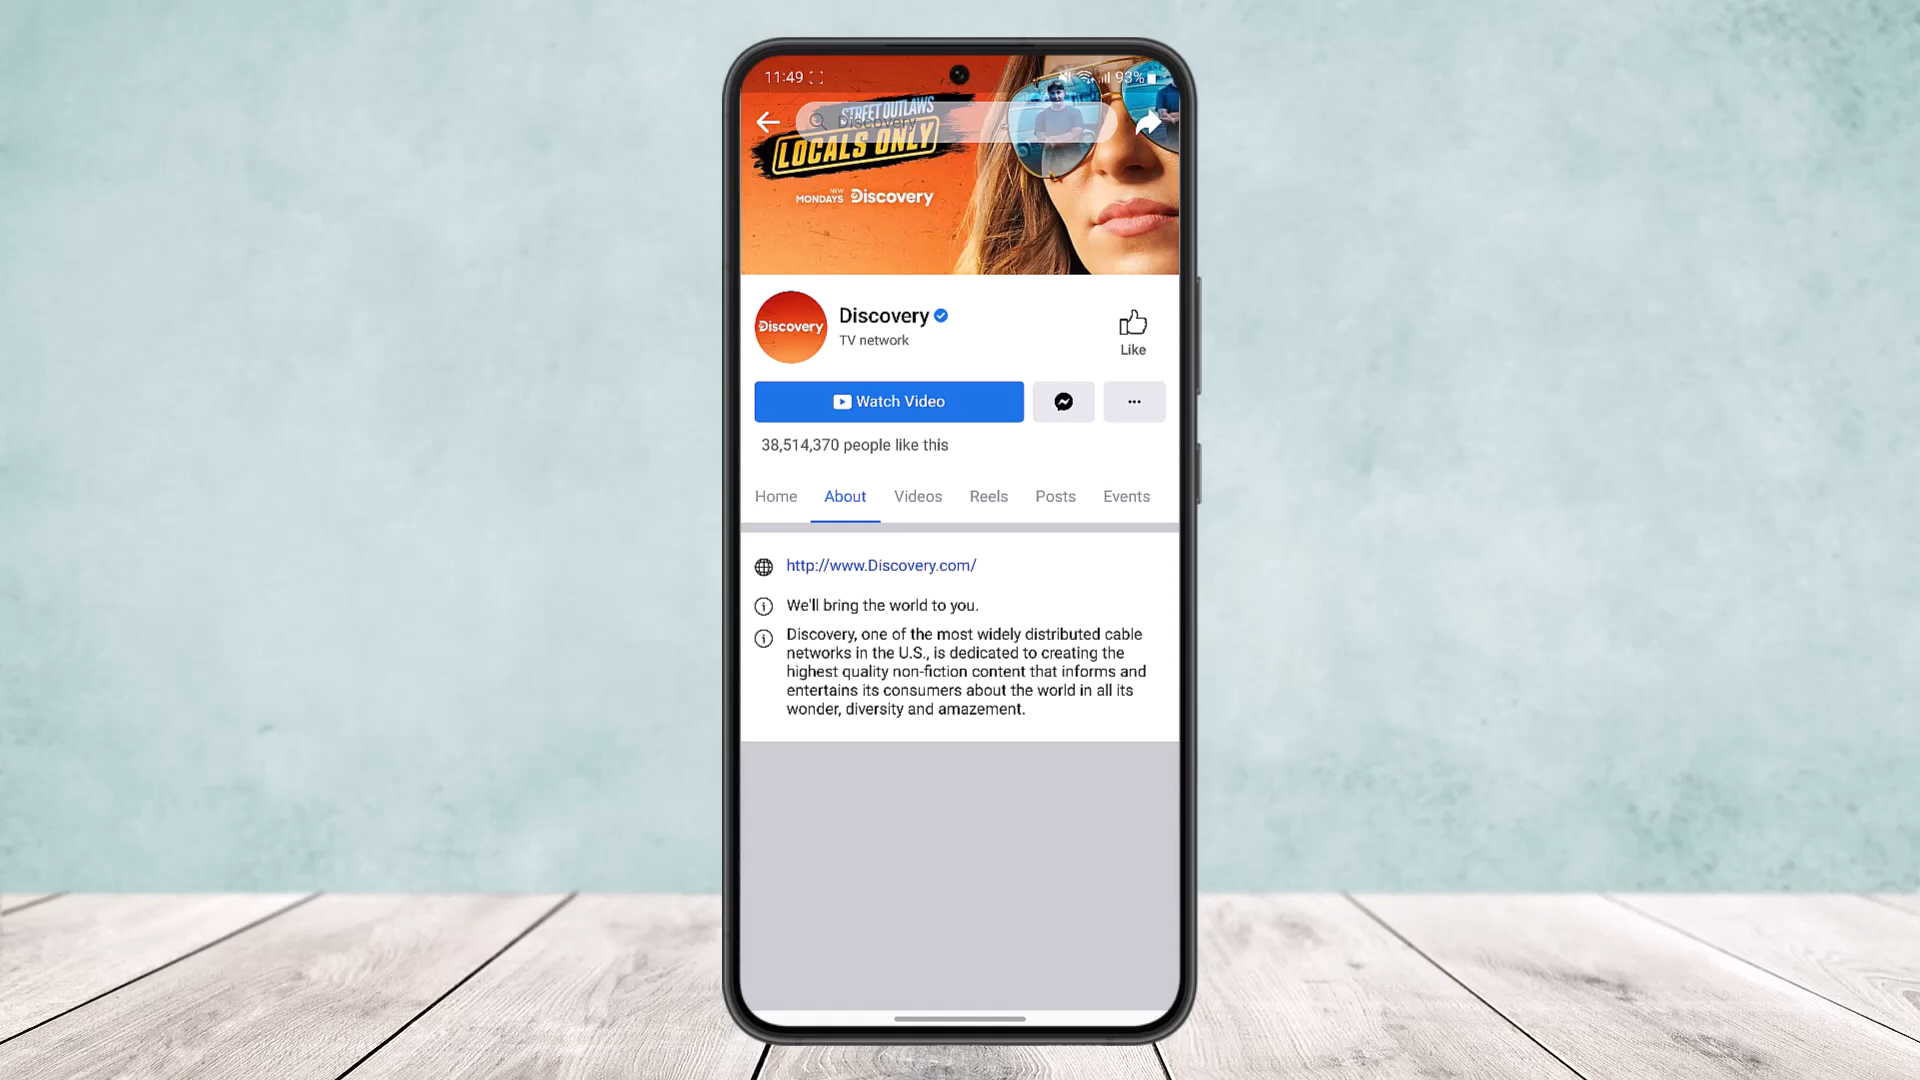 11:49
93%
STREET OUTLAWS
Discovery
LOCALS ONLY
NEW
MONDAYS Discovery
Discovery
Discovery
TV network
Like
Watch Video
38,514,370 people like this
Home About Videos Reels Posts Events
http://www.Discovery.com/
We'll bring the world to you.
Discovery, one of the most widely distributed cable
networks in the U.S., is dedicated to creating the
highest quality non-fiction content that informs and
entertains its consumers about the world in all its
wonder, diversity and amazement.